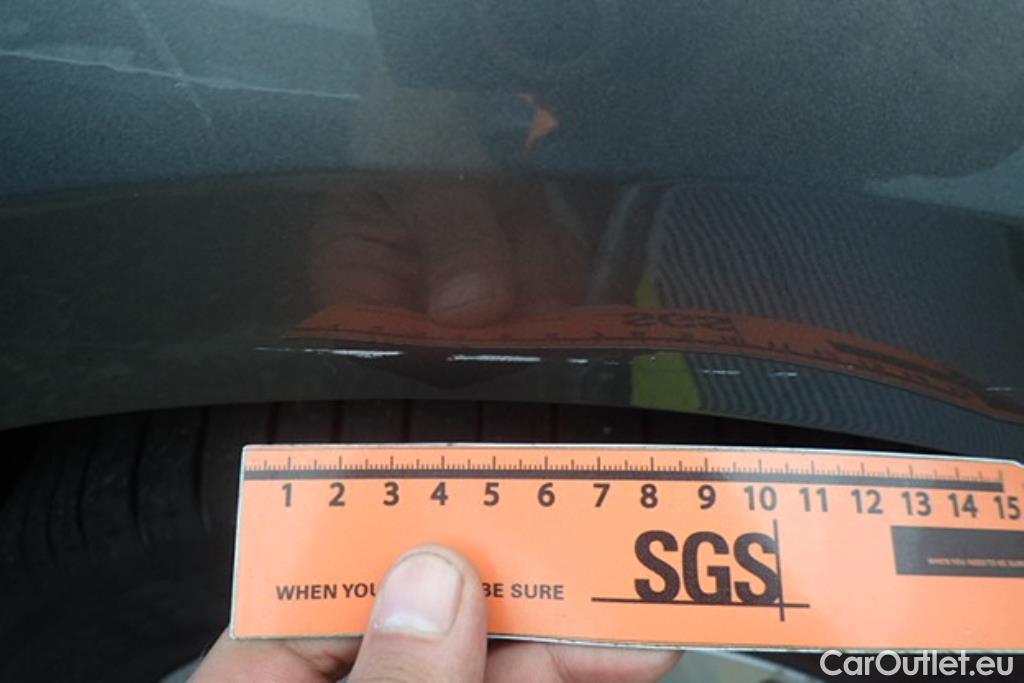 1 2 3 4 5 6 7 8 9 10 11 12 13 14 15
SGS
WHEN YOU BE SURE
CarOutlet.eu